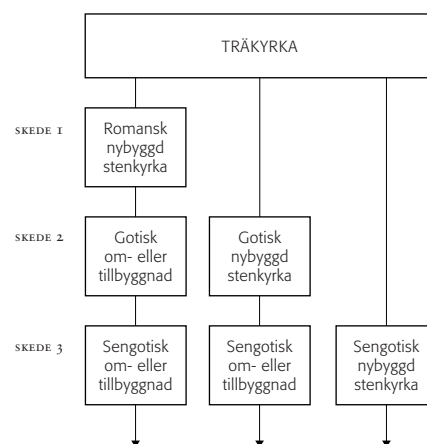 TRÄKYRKA
SKEDE I
Romansk
nybyggd
stenkyrka
SKEDE 2
Gotisk
om- eller
tillbyggnad
Gotisk
nybyggd
stenkyrka
SKEDE 3
Sengotisk
om- eller
tillbyggnad
Sengotisk
om- eller
tillbyggnad
Sengotisk
nybyggd
stenkyrka